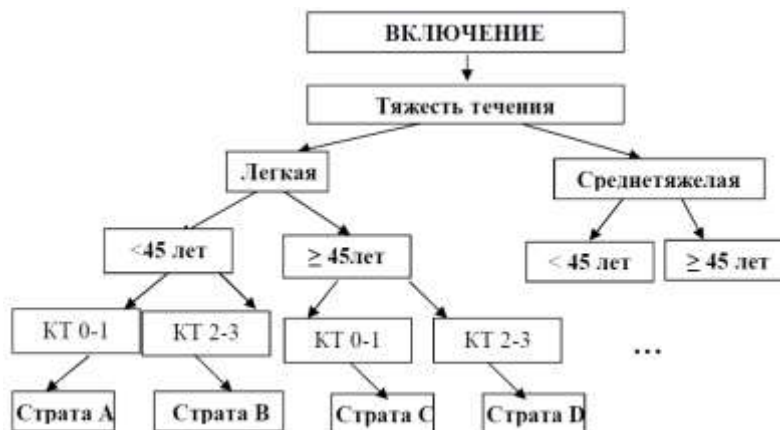 ВКЛЮЧЕНИЕ
Тяжесть течения
Легкая
Среднетяжелая
<45 лет
≥ 45лет
< 45 лет
≥ 45 лет
КТ 0-1
КТ 2-3
КТ 0-1
КТ 2-3
...
Страта A
Страта B
Страта C
Страта D